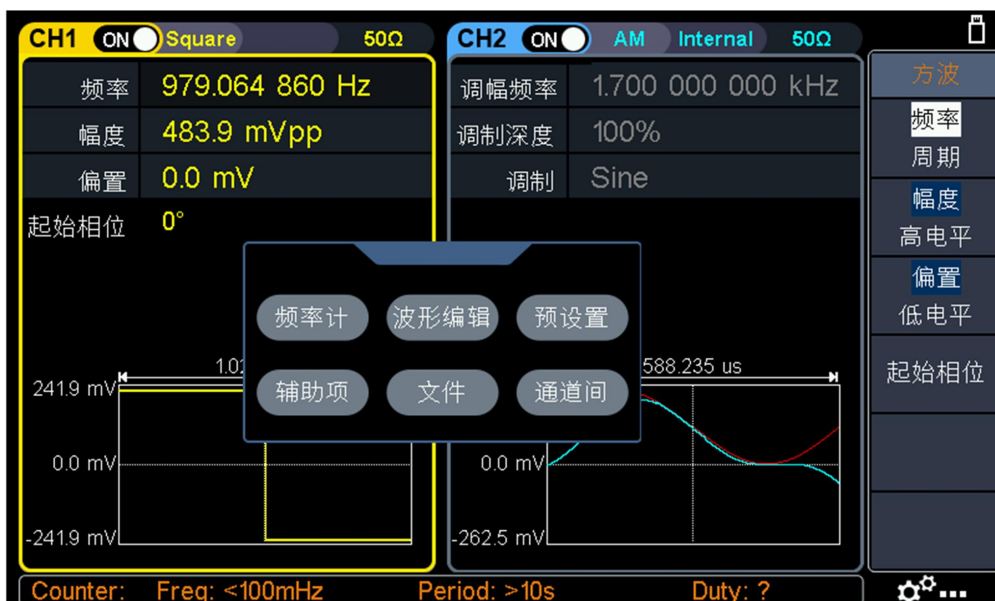 CH1 ON Square 50Ω
频率 979.064 860 Hz
幅度 483.9 mVpp
偏置 0.0 mV
起始相位 0°
241.9 mV
0.0 mV
-241.9 mV
CH2 ON AM Internal 50Ω
调幅频率 1.700 000 000 kHz
调制深度 100%
调制 Sine
588.235 us
0.0 mV
-262.5 mV
频率计 波形编辑 预设置
辅助项 文件 通道间
方波
频率
周期
幅度
高电平
偏置
低电平
起始相位
Counter: Freq: <100mHz Period: >10s Duty: ?